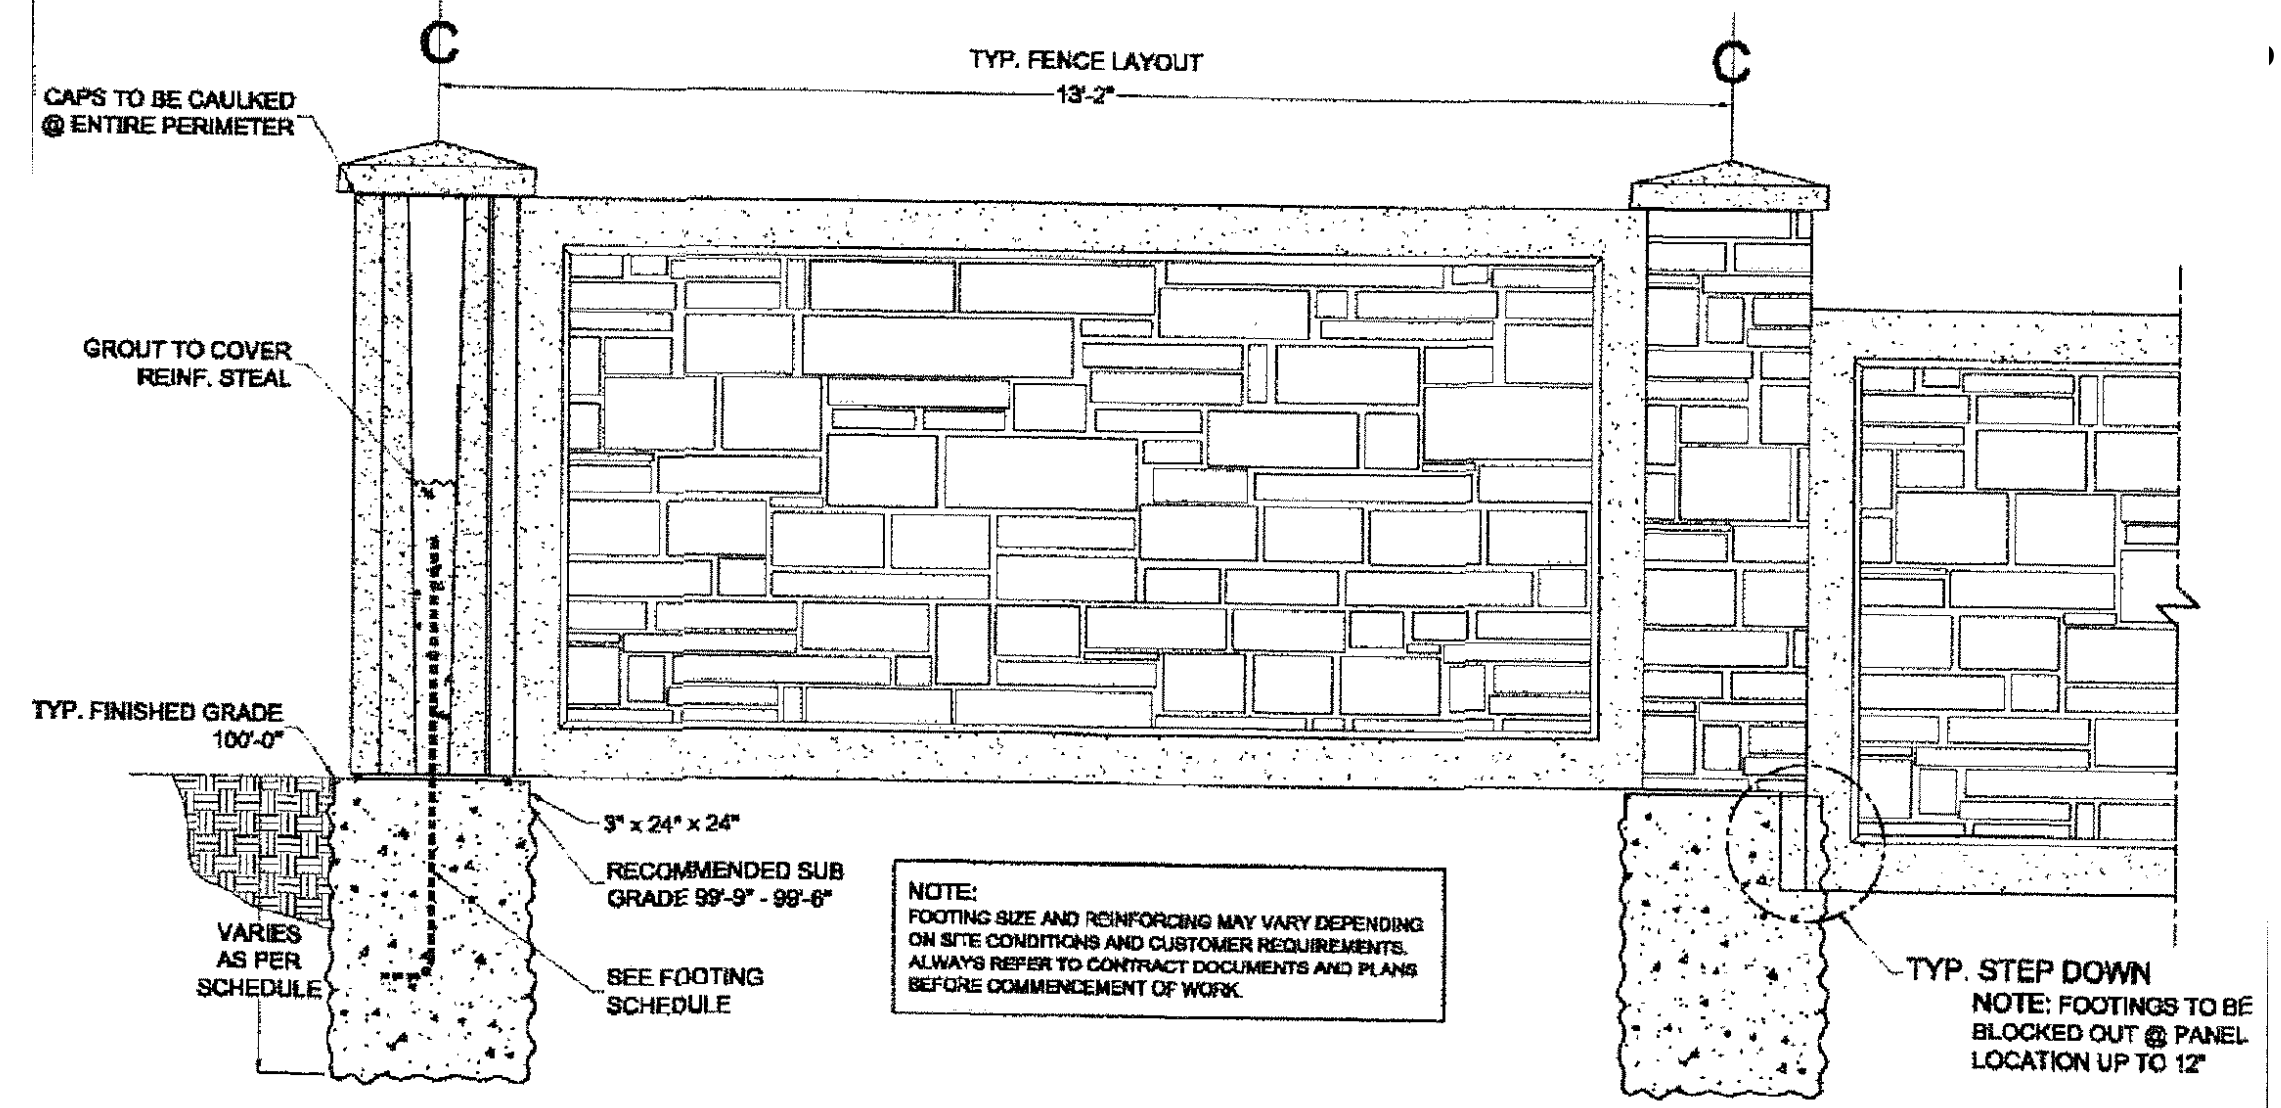 C
C
TYP. FENCE LAYOUT
13'-2"
CAPS TO BE CAULKED
@ ENTIRE PERIMETER
GROUT TO COVER
REINF. STEAL
TYP. FINISHED GRADE
100'-0"
3" x 24" x 24"
RECOMMENDED SUB
GRADE 99'-9" - 99'-6"
VARIES
AS PER
SCHEDULE
SEE FOOTING
SCHEDULE
NOTE:
FOOTING SIZE AND REINFORCING MAY VARY DEPENDING
ON SITE CONDITIONS AND CUSTOMER REQUIREMENTS.
ALWAYS REFER TO CONTRACT DOCUMENTS AND PLANS
BEFORE COMMENCEMENT OF WORK.
TYP. STEP DOWN
NOTE: FOOTINGS TO BE
BLOCKED OUT @ PANEL
LOCATION UP TO 12"